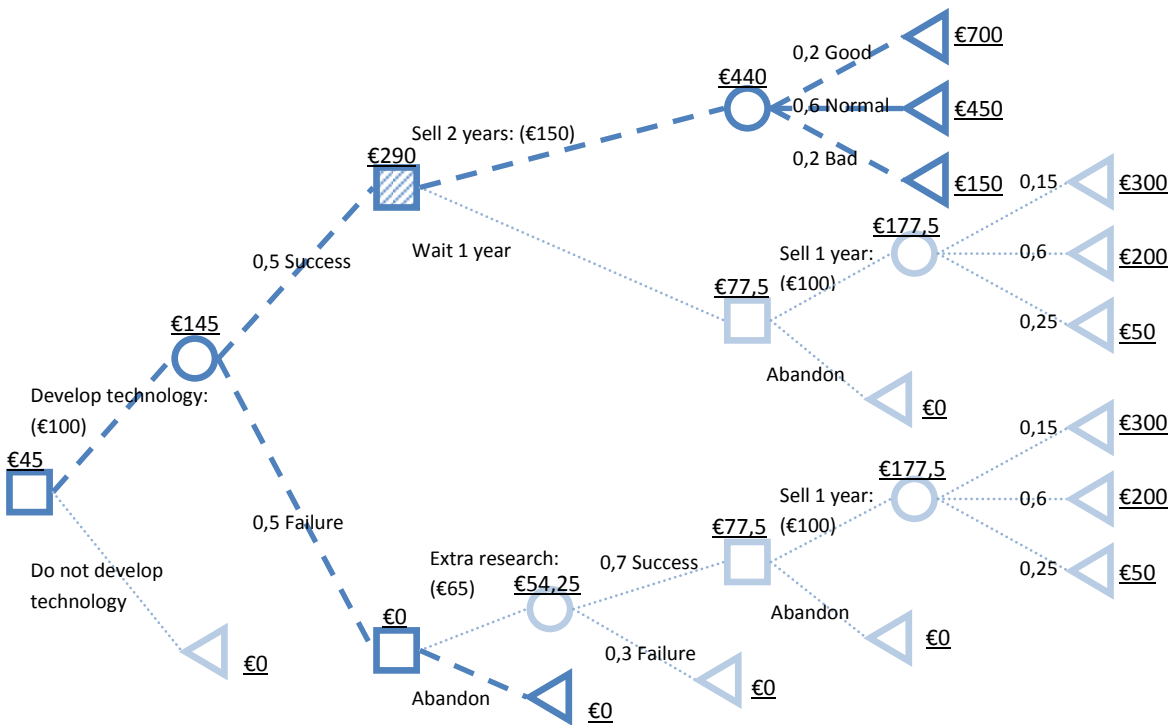 €700
0,2 Good
€440
0,6 Normal
€450
Sell 2 years: (€150)
0,2 Bad
€290
€150
0,15
€300
€177,5
Wait 1 year
Sell 1 year:
(€100)
0,6
€200
0,5 Success
€77,5
0,25
€50
€145
Abandon
€0
Develop technology:
(€100)
0,15
€300
€45
€177,5
Sell 1 year:
(€100)
0,6
€200
0,5 Failure
€77,5
Extra research:
(€65)
0,7 Success
0,25
€50
Do not develop
technology
€54,25
€0
Abandon
€0
0,3 Failure
€0
€0
Abandon
€0